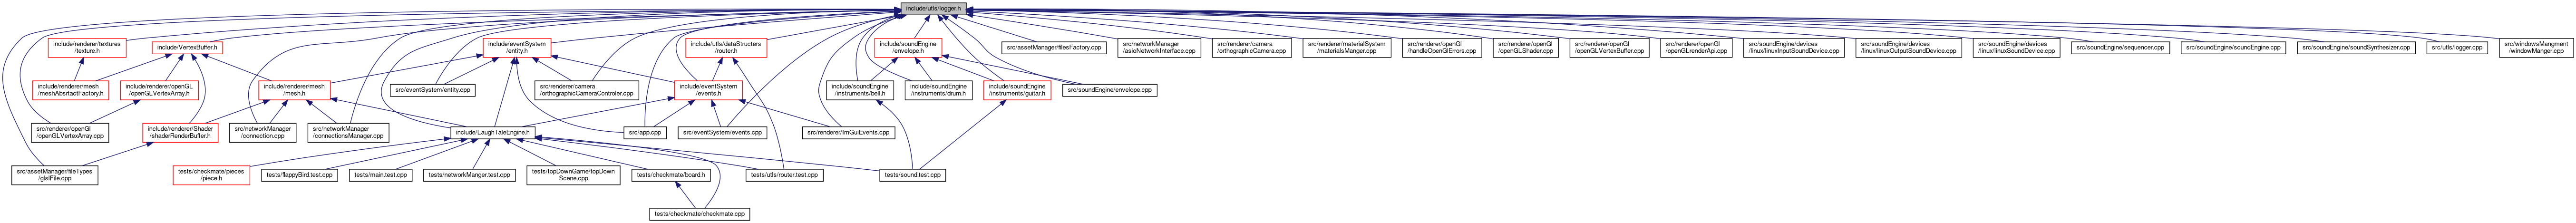 include/utls/logger.h
include/renderer/textures
/texture.h
include/VertexBuffer.h
include/eventSystem
/entity.h
include/utls/dataStructers
/router.h
include/soundEngine
/envelope.h
src/assetManager/filesFactory.cpp
src/networkManager
/asioNetworkInterface.cpp
src/renderer/camera
/orthographicCamera.cpp
src/renderer/materialSystem
/materialsManager.cpp
src/renderer/openGl
/handleOpenGlErrors.cpp
src/renderer/openGl
/openGLShader.cpp
src/renderer/openGl
/openGLVertexBuffer.cpp
src/renderer/openGl
/openGLrenderApi.cpp
src/soundEngine/devices
/linux/linuxInputSoundDevice.cpp
src/soundEngine/devices
/linux/linuxOutputSoundDevice.cpp
src/soundEngine/devices
/linux/linuxSoundDevice.cpp
src/soundEngine/sequencer.cpp
src/soundEngine/soundEngine.cpp
src/soundEngine/soundSynthesizer.cpp
src/utls/logger.cpp
src/windowsMangment
/windowManger.cpp
include/renderer/mesh
/meshAbsrtactFactory.h
include/renderer/openGL
/openGLVertexArray.h
include/renderer/mesh
/mesh.h
src/eventSystem/entity.cpp
src/renderer/camera
/orthographicCameraControler.cpp
include/eventSystem
/events.h
include/soundEngine
/instruments/bell.h
include/soundEngine
/instruments/drum.h
include/soundEngine
/instruments/guitar.h
src/soundEngine/envelope.cpp
src/renderer/openGl
/openGLVertexArray.cpp
include/renderer/Shader
/shaderRenderBuffer.h
src/networkManager
/connection.cpp
src/networkManager
/connectionsManager.cpp
include/LaughTaleEngine.h
src/app.cpp
src/eventSystem/events.cpp
src/renderer/ImGuiEvents.cpp
src/assetManager/fileTypes
/glslFile.cpp
tests/checkmate/pieces
/piece.h
tests/flappyBird.test.cpp
tests/main.test.cpp
tests/networkManger.test.cpp
tests/topDownGame/topDown
Scene.cpp
tests/checkmate/board.h
tests/utls/router.test.cpp
tests/sound.test.cpp
tests/checkmate/checkmate.cpp